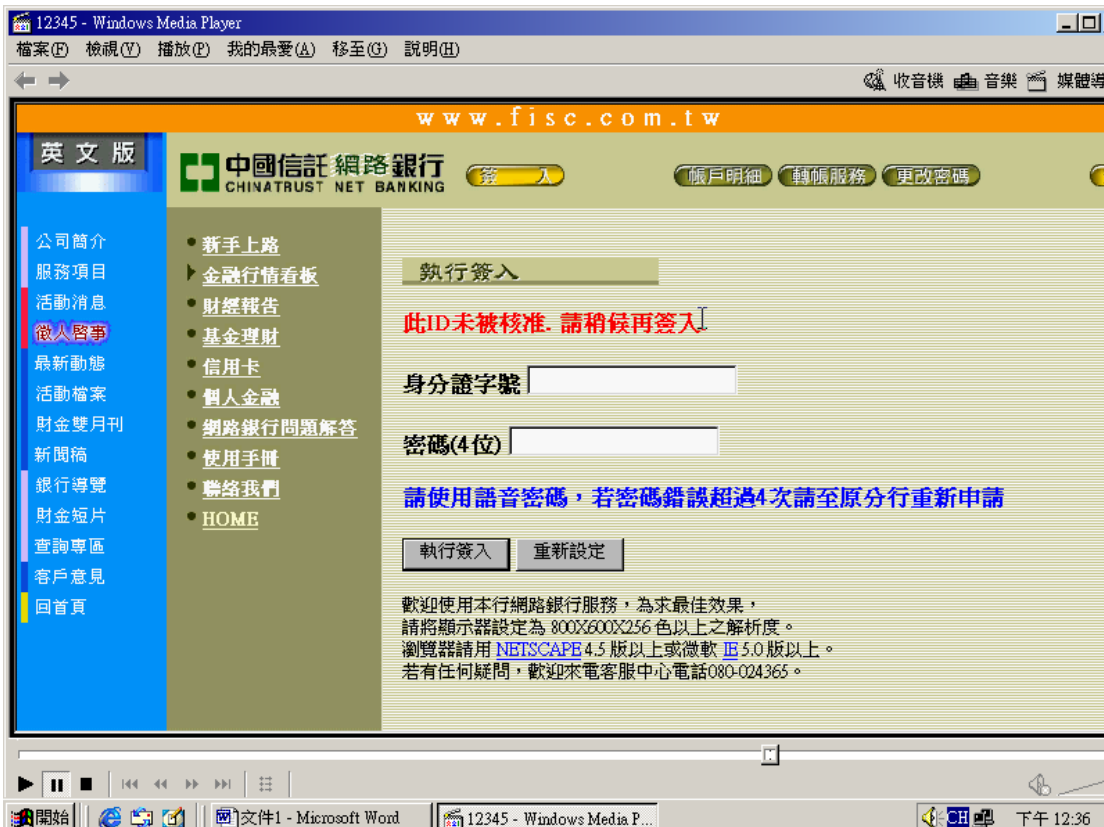 12345 - Windows Media Player
檔案(F) 檢視(V) 播放(P) 我的最愛(A) 移至(G) 說明(H)
收音機 音樂 媒體導
www.fisc.com.tw
英文版
中國信託 網路銀行
CHINATRUST NET BANKING
簽 入
帳戶明細 轉帳服務 更改密碼
公司簡介
服務項目
活動消息
徵人啓事
最新動態
活動檔案
財金雙月刊
新聞稿
銀行導覽
財金短片
查詢專區
客戶意見
回首頁
新手上路
金融行情看板
財經報告
基金理財
信用卡
個人金融
網路銀行問題解答
使用手冊
聯絡我們
HOME
執行簽入
此ID未被核准. 請稍候再簽入
身分證字號
密碼(4位)
請使用語音密碼，若密碼錯誤超過4次請至原分行重新申請
執行簽入 重新設定
歡迎使用本行網路銀行服務，為求最佳效果，
請將顯示器設定為 800X600X256 色以上之解析度。
瀏覽器請用 NETSCAPE 4.5 版以上或微軟 IE 5.0 版以上。
若有任何疑問，歡迎來電客服中心電話080-024365。
開始 文件1 - Microsoft Word 12345 - Windows Media P... CH 下午 12:36